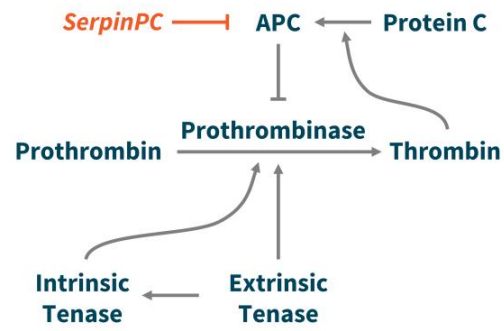 SerpinPC APC Protein C
Prothrombinase
Prothrombin Thrombin
Intrinsic Extrinsic
Tenase Tenase